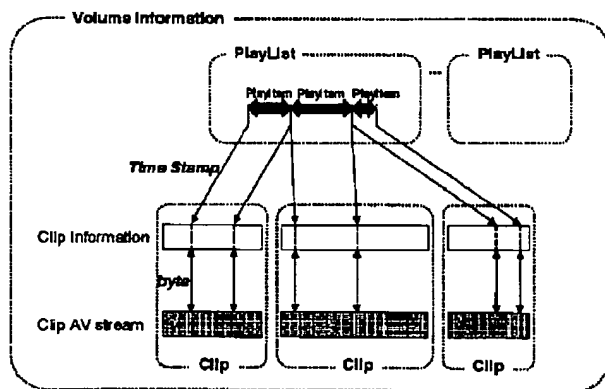 Volume Information
PlayList
PlayList
...
PlayItem PlayItem PlayItem
Time Stamp
Clip Information
byte
Clip AV stream
Clip
Clip
Clip